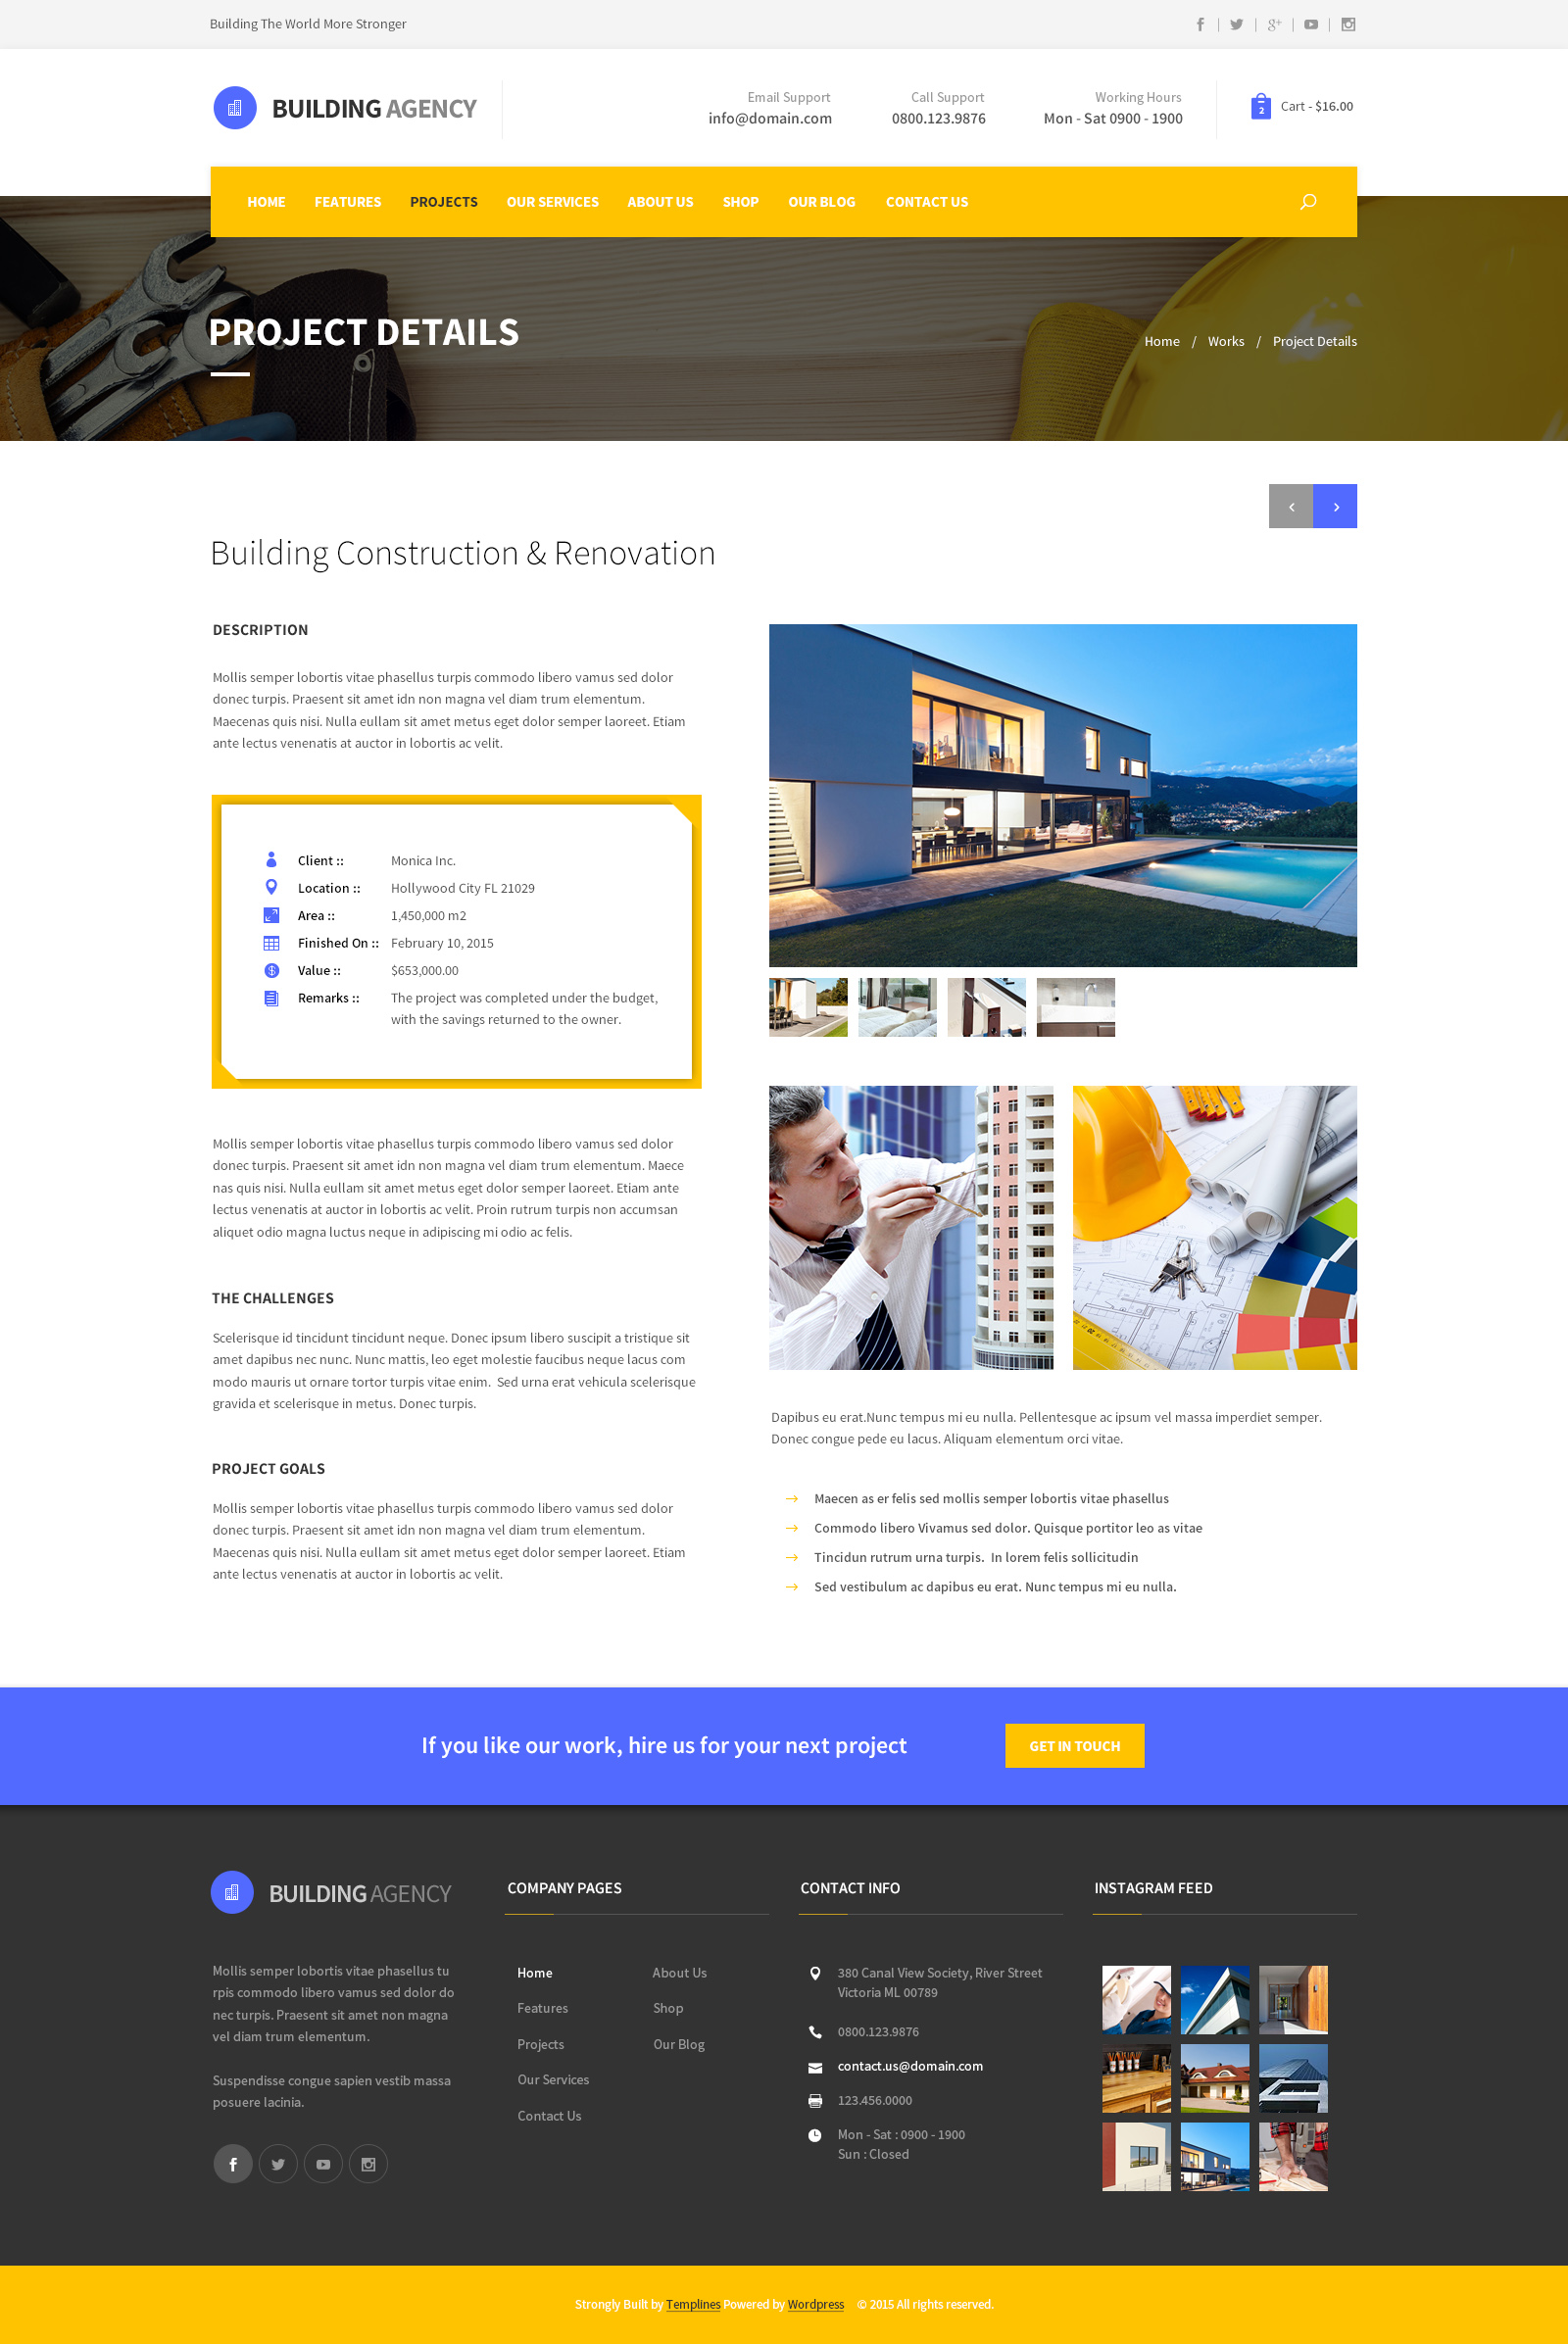 Building The World More Stronger
BUILDING AGENCY
Email Support
info@domain.com
Call Support
0800.123.9876
Working Hours
Mon - Sat 0900 - 1900
2
Cart - $16.00
HOME FEATURES PROJECTS OUR SERVICES ABOUT US SHOP OUR BLOG CONTACT US
PROJECT DETAILS
Home / Works / Project Details
Building Construction & Renovation
DESCRIPTION
Mollis semper lobortis vitae phasellus turpis commodo libero vamus sed dolor
donec turpis. Praesent sit amet idn non magna vel diam trum elementum.
Maecenas quis nisi. Nulla eullam sit amet metus eget dolor semper laoreet. Etiam
ante lectus venenatis at auctor in lobortis ac velit.
Client :: Monica Inc.
Location :: Hollywood City FL 21029
Area :: 1,450,000 m2
Finished On :: February 10, 2015
Value :: $653,000.00
Remarks :: The project was completed under the budget,
with the savings returned to the owner.
Mollis semper lobortis vitae phasellus turpis commodo libero vamus sed dolor
donec turpis. Praesent sit amet idn non magna vel diam trum elementum. Maece
nas quis nisi. Nulla eullam sit amet metus eget dolor semper laoreet. Etiam ante
lectus venenatis at auctor in lobortis ac velit. Proin rutrum turpis non accumsan
aliquet odio magna luctus neque in adipiscing mi odio ac felis.
THE CHALLENGES
Scelerisque id tincidunt tincidunt neque. Donec ipsum libero suscipit a tristique sit
amet dapibus nec nunc. Nunc mattis, leo eget molestie faucibus neque lacus com
modo mauris ut ornare tortor turpis vitae enim. Sed urna erat vehicula scelerisque
gravida et scelerisque in metus. Donec turpis.
PROJECT GOALS
Mollis semper lobortis vitae phasellus turpis commodo libero vamus sed dolor
donec turpis. Praesent sit amet idn non magna vel diam trum elementum.
Maecenas quis nisi. Nulla eullam sit amet metus eget dolor semper laoreet. Etiam
ante lectus venenatis at auctor in lobortis ac velit.
Dapibus eu erat.Nunc tempus mi eu nulla. Pellentesque ac ipsum vel massa imperdiet semper.
Donec congue pede eu lacus. Aliquam elementum orci vitae.
Maecen as er felis sed mollis semper lobortis vitae phasellus
Commodo libero Vivamus sed dolor. Quisque portitor leo as vitae
Tincidun rutrum urna turpis. In lorem felis sollicitudin
Sed vestibulum ac dapibus eu erat. Nunc tempus mi eu nulla.
If you like our work, hire us for your next project
GET IN TOUCH
BUILDING AGENCY
Mollis semper lobortis vitae phasellus tu
rpis commodo libero vamus sed dolor do
nec turpis. Praesent sit amet non magna
vel diam trum elementum.
Suspendisse congue sapien vestib massa
posuere lacinia.
COMPANY PAGES
Home
Features
Projects
Our Services
Contact Us
About Us
Shop
Our Blog
CONTACT INFO
380 Canal View Society, River Street
Victoria ML 00789
0800.123.9876
contact.us@domain.com
123.456.0000
Mon - Sat : 0900 - 1900
Sun : Closed
INSTAGRAM FEED
Strongly Built by Templines Powered by Wordpress © 2015 All rights reserved.